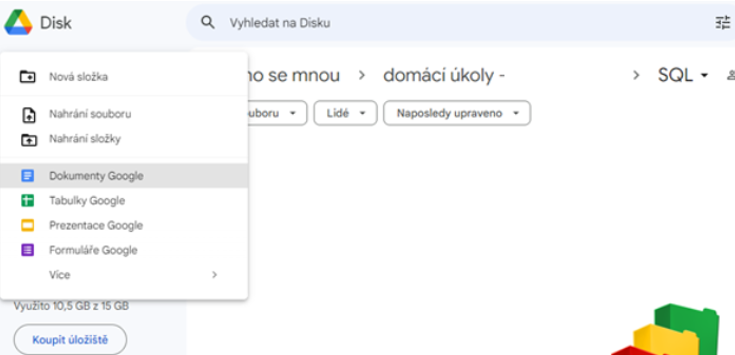 Disk
Vyhledat na Disku
Nová složka
Nahrání souboru
Nahrání složky
Dokumenty Google
Tabulky Google
Prezentace Google
Formuláře Google
Více
no se mnou > domácí úkoly - > SQL
uboru
Lidé
Naposledy upraveno
Využito 10,5 GB z 15 GB
Koupit úložiště